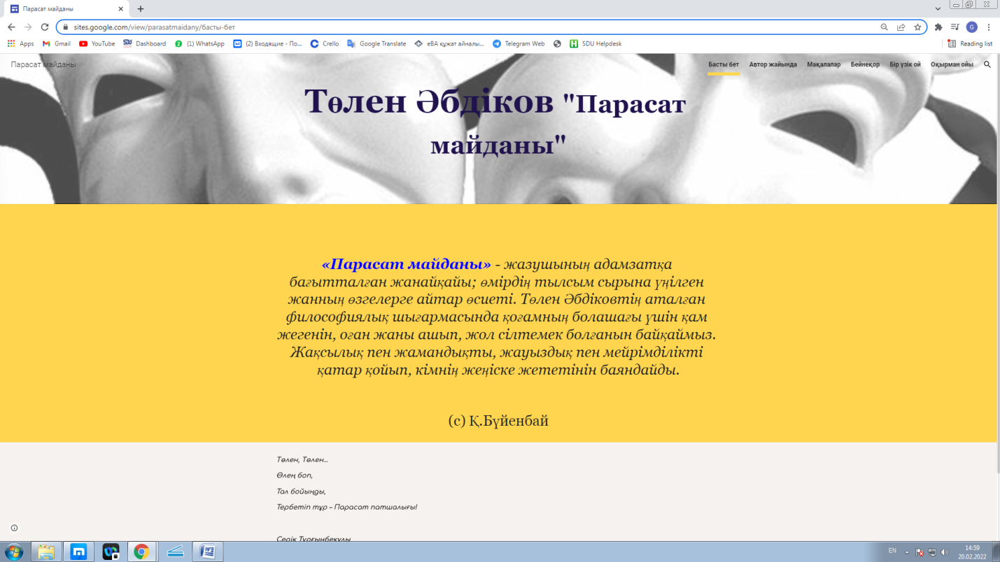 Парасат майданы
sites.google.com/view/parasatmaidany/басты-бет
Apps Gmail YouTube Dashboard (1) WhatsApp (2) Входящие - По... Crello Google Translate еВА құжат айналы... Telegram Web SDU Helpdesk Reading list
Парасат майданы
Басты бет Автор жайында Мақалалар Бейнеқор Бір үзік ой Оқырман ойы
Төлен Әбдіков "Парасат
майданы"
«Парасат майданы» - жазушының адамзатқа
бағытталған жанайқайы; өмірдің тылсым сырына үңілген
жанның өзгелерге айтар өсиеті. Төлен Әбдіковтің аталған
философиялық шығармасында қоғамның болашағы үшін қам
жегенін, оған жаны ашып, жол сілтемек болғанын байқаймыз.
Жақсылық пен жамандықты, жауыздық пен мейрімділікті
қатар қойып, кімнің жеңіске жететінін баяндайды.
(с) Қ.Бүйенбай
Төлен, Төлен...
Өлең боп,
Тал бойыңды,
Тербетіп тұр – Парасат патшалығы!
Серік Тұрғынбекұлы
EN
14:59
20.02.2022